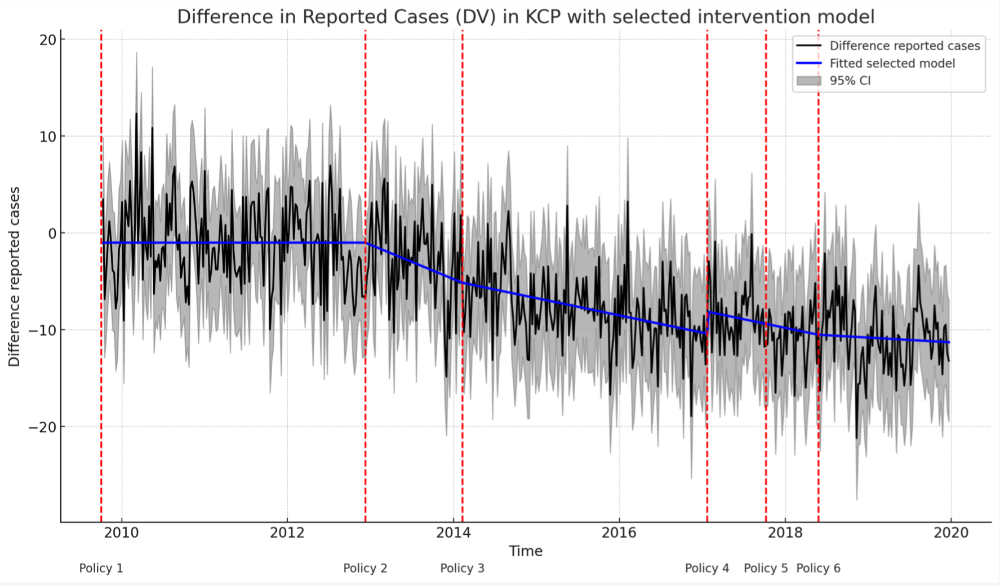 Difference in Reported Cases (DV) in KCP with selected intervention model
Difference reported cases
Fitted selected model
95% CI
Difference reported cases
20
10
0
−10
−20
2010
2012
2014
2016
2018
2020
Time
Policy 1
Policy 2
Policy 3
Policy 4
Policy 5
Policy 6